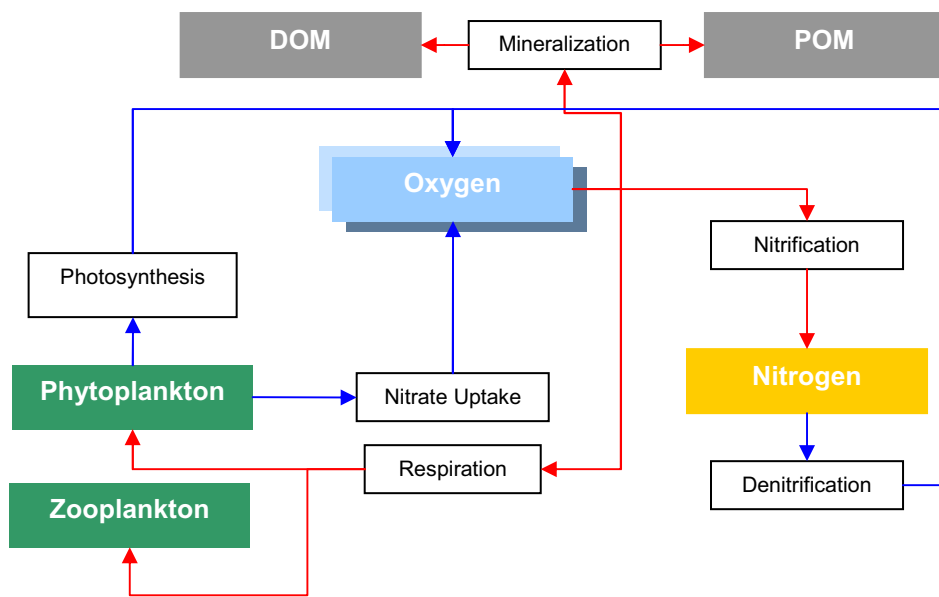 DOM
Mineralization
POM
Oxygen
Nitrification
Photosynthesis
Phytoplankton
Nitrate Uptake
Nitrogen
Respiration
Zooplankton
Denitrification